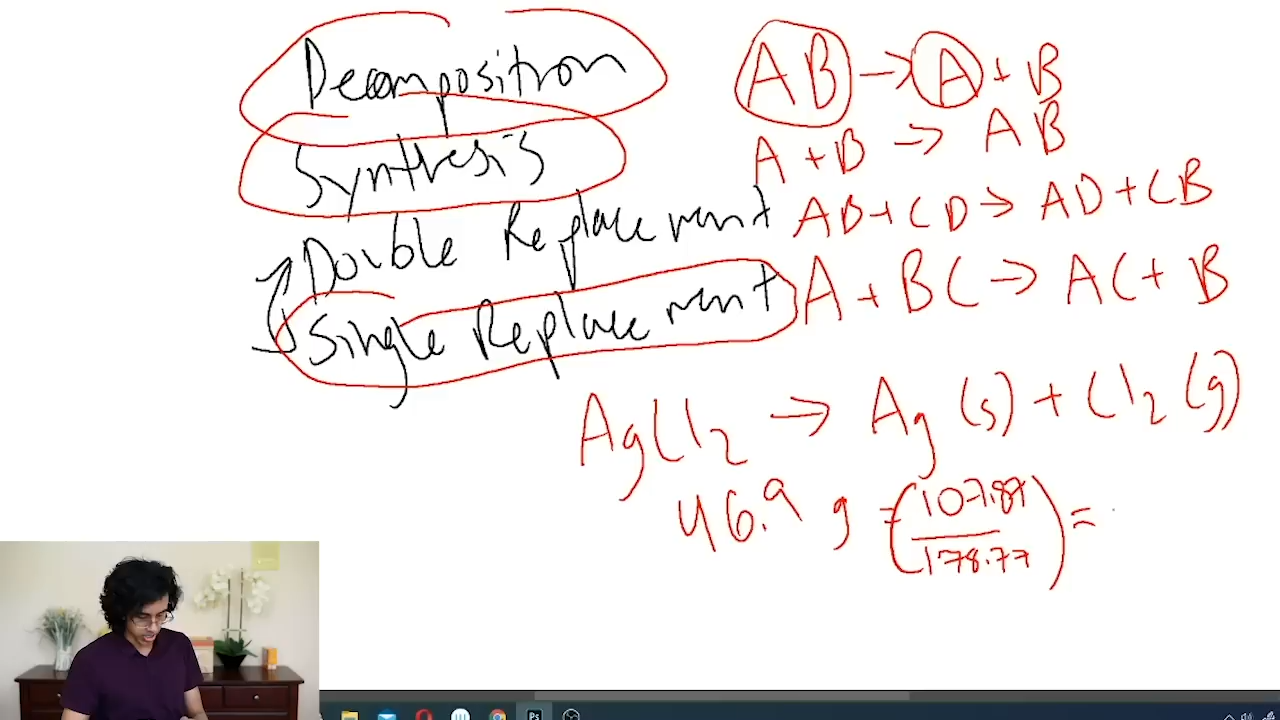 Decomposition AB → A + B
Synthesis A + B → AB
Double Replacement AB + CD → AD + CB
Single Replacement A + BC → AC + B
AgCl2 → Ag (s) + Cl2 (g)
46.9 g (107.87/178.77) =